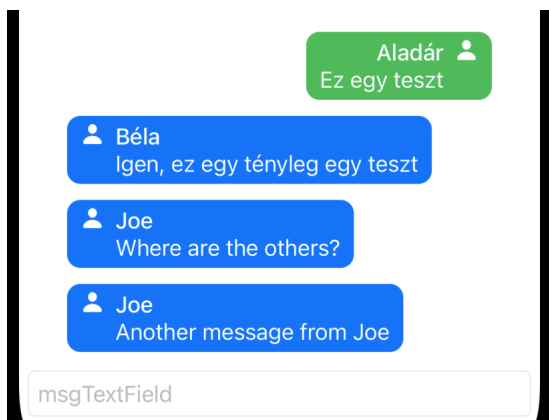 Aladár
Ez egy teszt
Béla
Igen, ez egy tényleg egy teszt
Joe
Where are the others?
Joe
Another message from Joe
msgTextField